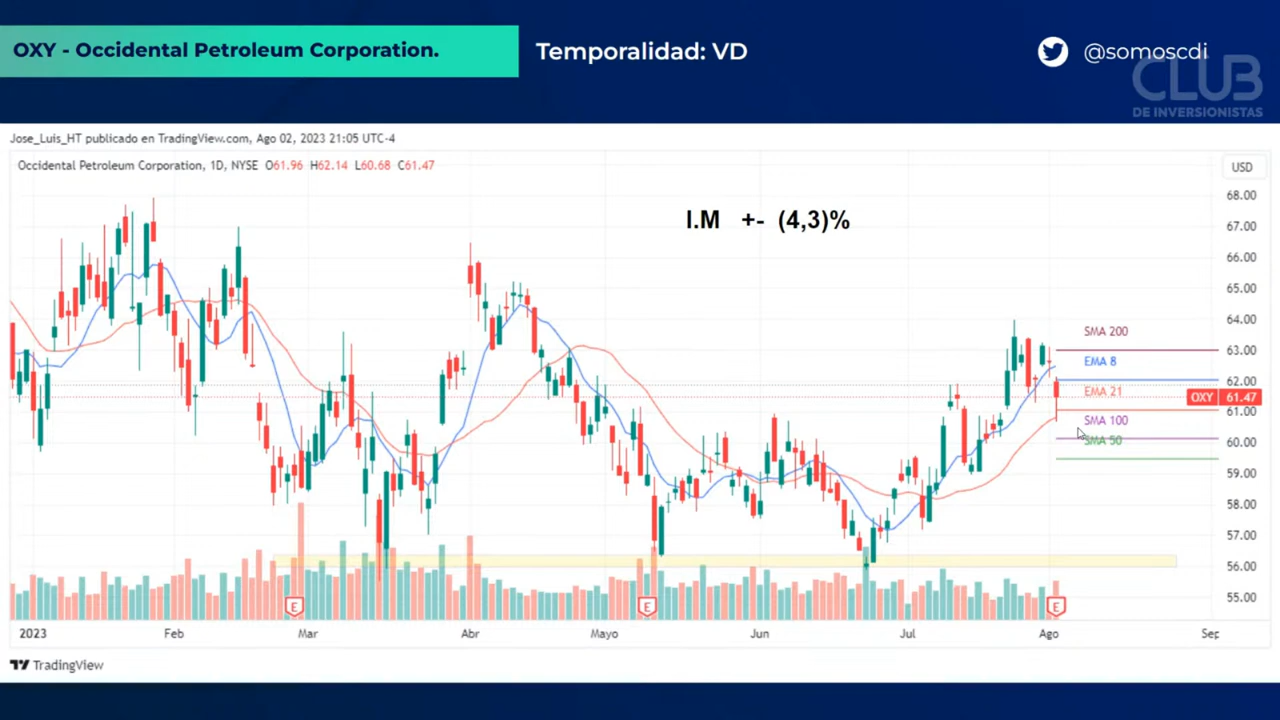 OXY - Occidental Petroleum Corporation.
Temporalidad: VD
@somoscdi
CLUB
DE INVERSIONISTAS
Jose_Luis_HT publicado en TradingView.com, Ago 02, 2023 21:05 UTC-4
Occidental Petroleum Corporation, 1D, NYSE O61.96 H62.14 L60.68 C61.47
USD
I.M +- (4,3)%
68.00
67.00
66.00
65.00
64.00
63.00
62.00
61.00
60.00
59.00
58.00
57.00
56.00
55.00
SMA 200
EMA 8
EMA 21
OXY 61.47
SMA 100
SMA 50
E
E
E
2023 Feb Mar Abr Mayo Jun Jul Ago Sep
TradingView